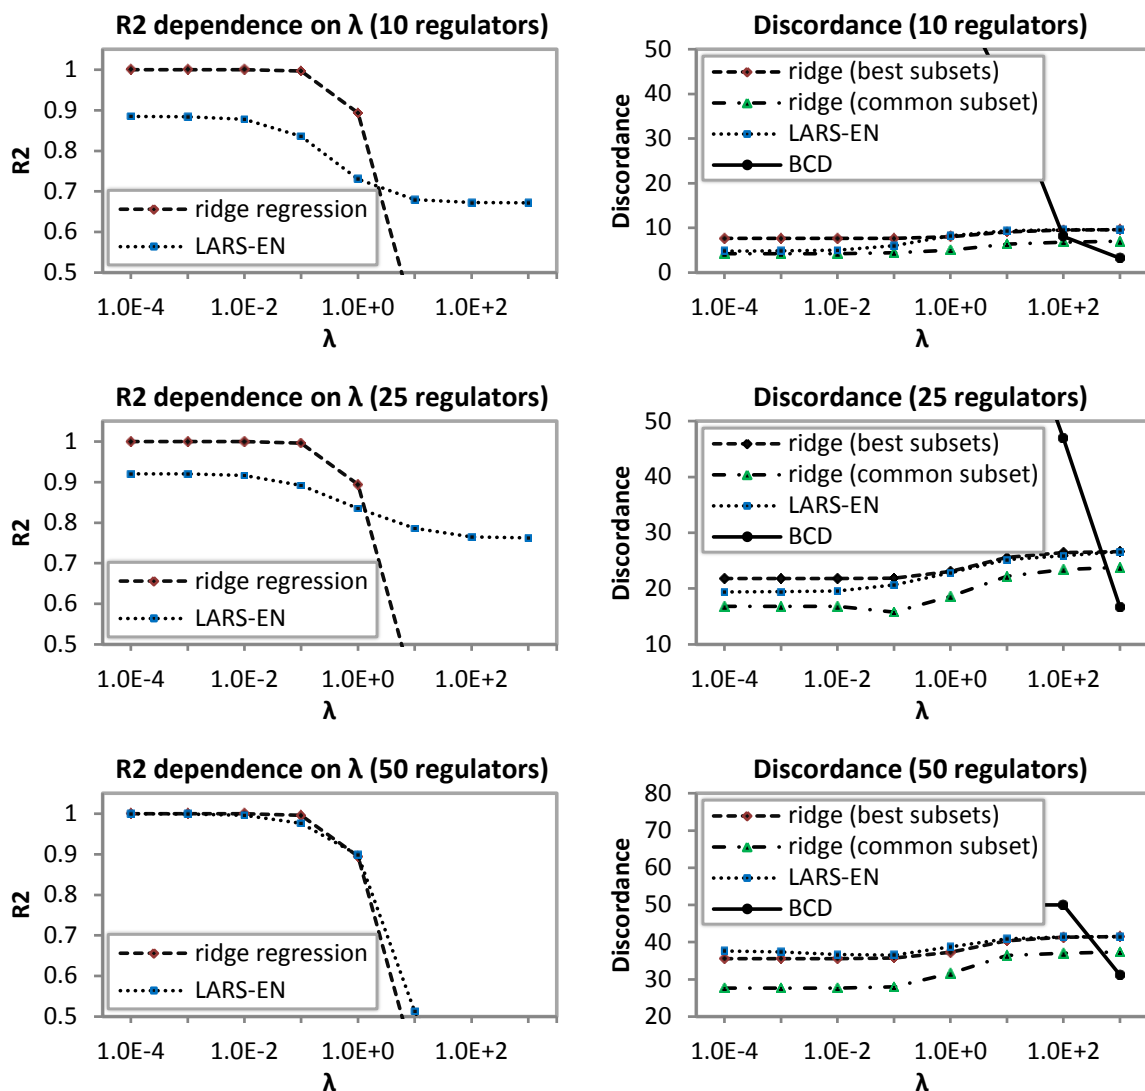 R2 dependence on λ (10 regulators)
1
0.9
0.8
0.7
0.6
0.5
R2
ridge regression
LARS-EN
1.0E-4
1.0E-2
1.0E+0
1.0E+2
λ
Discordance (10 regulators)
50
40
30
20
10
0
Discordance
ridge (best subsets)
ridge (common subset)
LARS-EN
BCD
1.0E-4
1.0E-2
1.0E+0
1.0E+2
λ
R2 dependence on λ (25 regulators)
1
0.9
0.8
0.7
0.6
0.5
R2
ridge regression
LARS-EN
1.0E-4
1.0E-2
1.0E+0
1.0E+2
λ
Discordance (25 regulators)
50
40
30
20
10
Discordance
ridge (best subsets)
ridge (common subset)
LARS-EN
BCD
1.0E-4
1.0E-2
1.0E+0
1.0E+2
λ
R2 dependence on λ (50 regulators)
1
0.9
0.8
0.7
0.6
0.5
R2
ridge regression
LARS-EN
1.0E-4
1.0E-2
1.0E+0
1.0E+2
λ
Discordance (50 regulators)
80
70
60
50
40
30
20
Discordance
ridge (best subsets)
ridge (common subset)
LARS-EN
BCD
1.0E-4
1.0E-2
1.0E+0
1.0E+2
λ